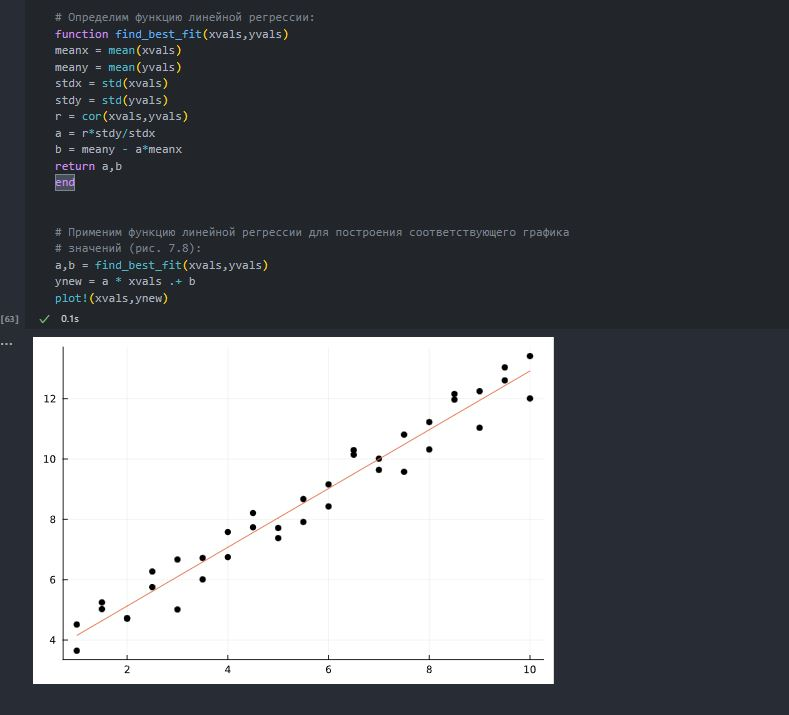 # Определим функцию линейной регрессии:
function find_best_fit(xvals,yvals)
meanx = mean(xvals)
meany = mean(yvals)
stdx = std(xvals)
stdy = std(yvals)
r = cor(xvals,yvals)
a = r*stdy/stdx
b = meany - a*meanx
return a,b
end
# Применим функцию линейной регрессии для построения соответствующего графика
# значений (рис. 7.8):
a,b = find_best_fit(xvals,yvals)
ynew = a * xvals .+ b
plot!(xvals,ynew)
[63] ✓ 0.1s
...
12
10
8
6
4
2 4 6 8 10